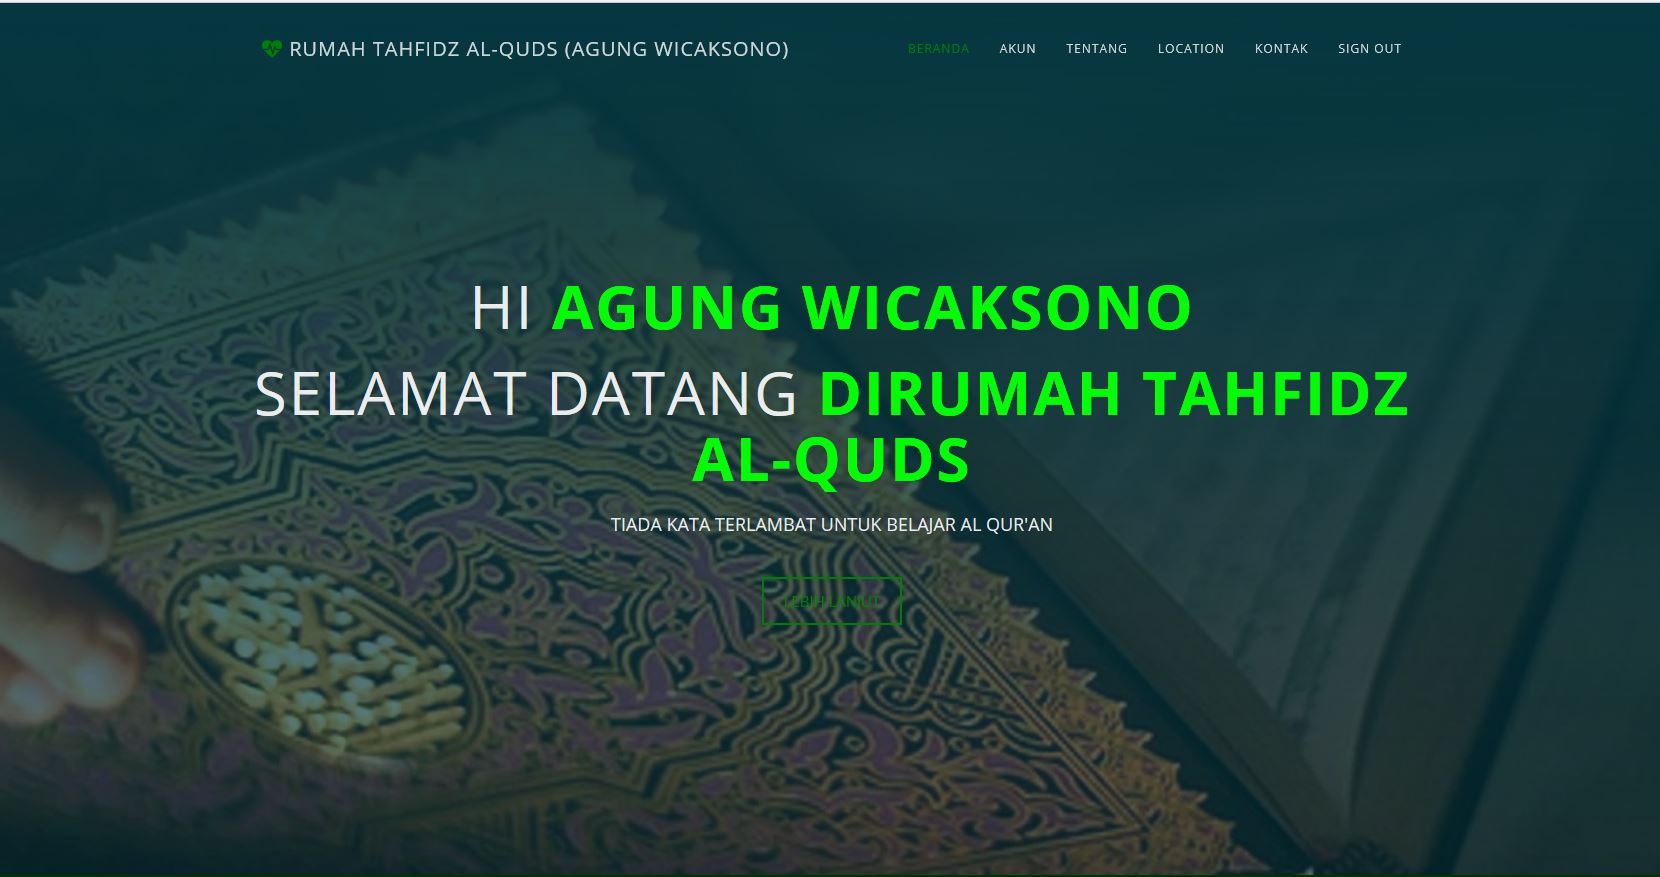 RUMAH TAHFIDZ AL-QUDS (AGUNG WICAKSONO)
BERANDA AKUN TENTANG LOCATION KONTAK SIGN OUT
HI AGUNG WICAKSONO
SELAMAT DATANG DIRUMAH TAHFIDZ
AL-QUDS
TIADA KATA TERLAMBAT UNTUK BELAJAR AL QUR'AN
LEBIH LANJUT